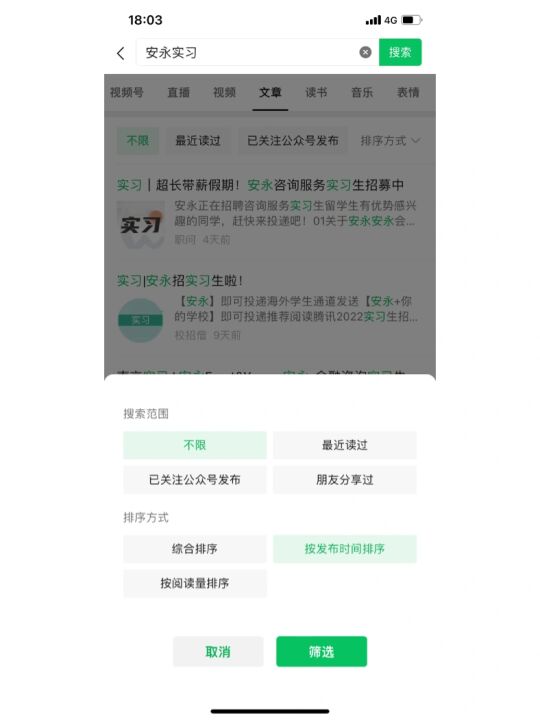 18:03
4G
安永实习
搜索
视频号 直播 视频 文章 读书 音乐 表情
不限 最近读过 已关注公众号发布 排序方式
实习 | 超长带薪假期！安永咨询服务实习生招募中
实习
安永正在招聘咨询服务实习生留学生有优势感兴
趣的同学，赶快来投递吧！01关于安永安永会...
职问 4天前
实习|安永招实习生啦！
实习
【安永】即可投递海外学生通道发送【安永+你
的学校】即可投递推荐阅读腾讯2022实习生招...
校招僧 9天前
搜索范围
不限 最近读过
已关注公众号发布 朋友分享过
排序方式
综合排序 按发布时间排序
按阅读量排序
取消 筛选